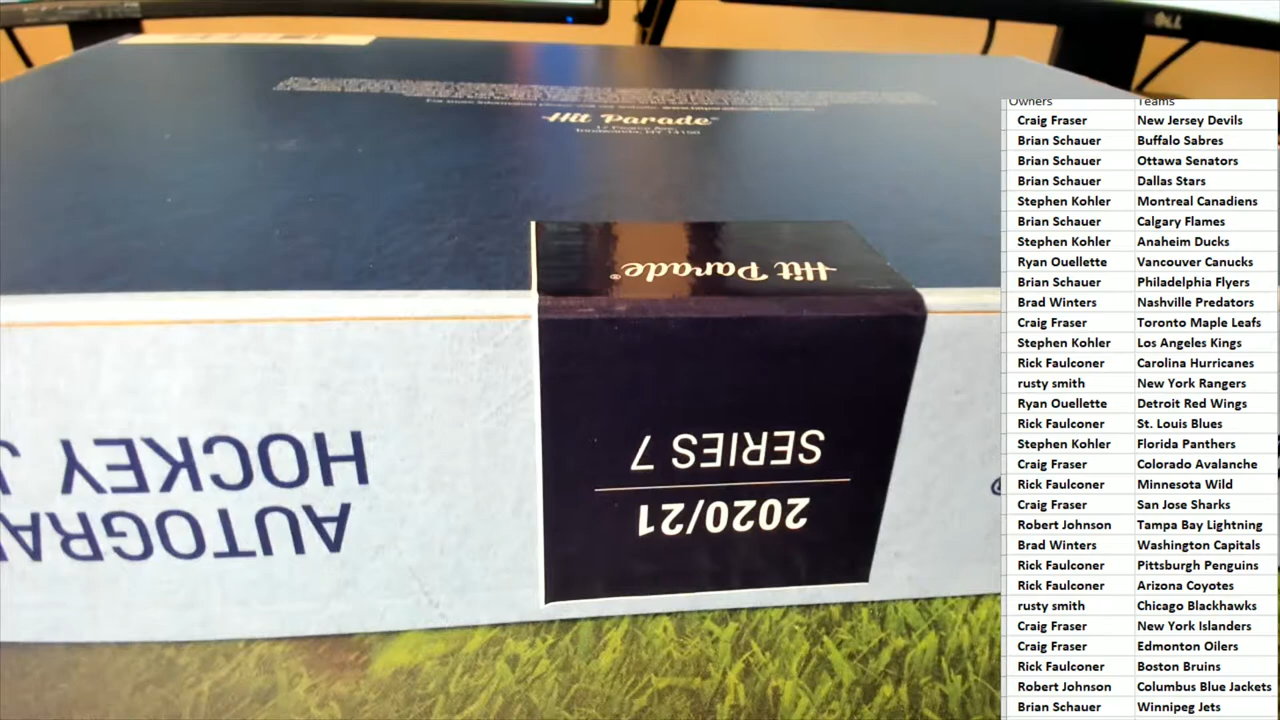 DELL
Hit Parade
Tonawanda, NY 14150
Hit Parade®
2020/21
SERIES 7
HOCKEY
Owners Teams
Craig Fraser New Jersey Devils
Brian Schauer Buffalo Sabres
Brian Schauer Ottawa Senators
Brian Schauer Dallas Stars
Stephen Kohler Montreal Canadiens
Brian Schauer Calgary Flames
Stephen Kohler Anaheim Ducks
Ryan Ouellette Vancouver Canucks
Brian Schauer Philadelphia Flyers
Brad Winters Nashville Predators
Craig Fraser Toronto Maple Leafs
Stephen Kohler Los Angeles Kings
Rick Faulconer Carolina Hurricanes
rusty smith New York Rangers
Ryan Ouellette Detroit Red Wings
Rick Faulconer St. Louis Blues
Stephen Kohler Florida Panthers
Craig Fraser Colorado Avalanche
Rick Faulconer Minnesota Wild
Craig Fraser San Jose Sharks
Robert Johnson Tampa Bay Lightning
Brad Winters Washington Capitals
Rick Faulconer Pittsburgh Penguins
Rick Faulconer Arizona Coyotes
rusty smith Chicago Blackhawks
Craig Fraser New York Islanders
Craig Fraser Edmonton Oilers
Rick Faulconer Boston Bruins
Robert Johnson Columbus Blue Jackets
Brian Schauer Winnipeg Jets